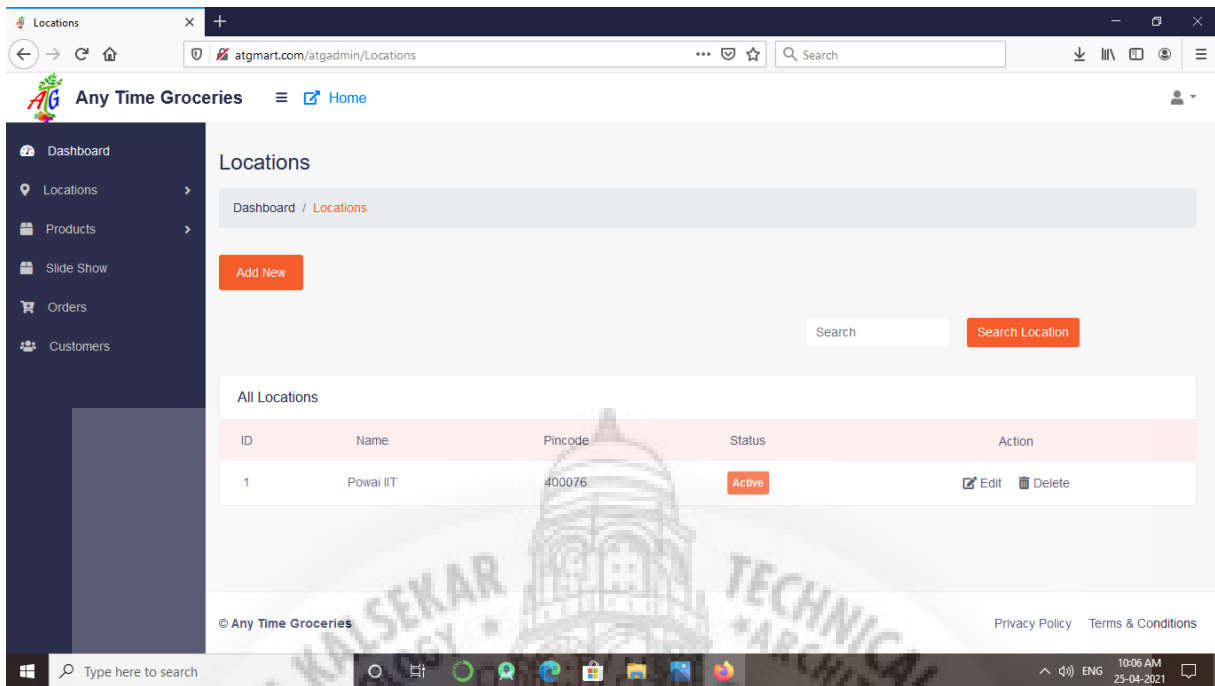 Locations
atgmart.com/atgadmin/Locations
Search
ATG Any Time Groceries Home
Dashboard
Locations
Products
Slide Show
Orders
Customers
Locations
Dashboard / Locations
Add New
Search Search Location
All Locations
ID Name Pincode Status Action
1 Powai IIT 400076 Active Edit Delete
© Any Time Groceries Privacy Policy Terms & Conditions
KALSEKAR TECHNICAL
Type here to search
ENG 10:06 AM
25-04-2021